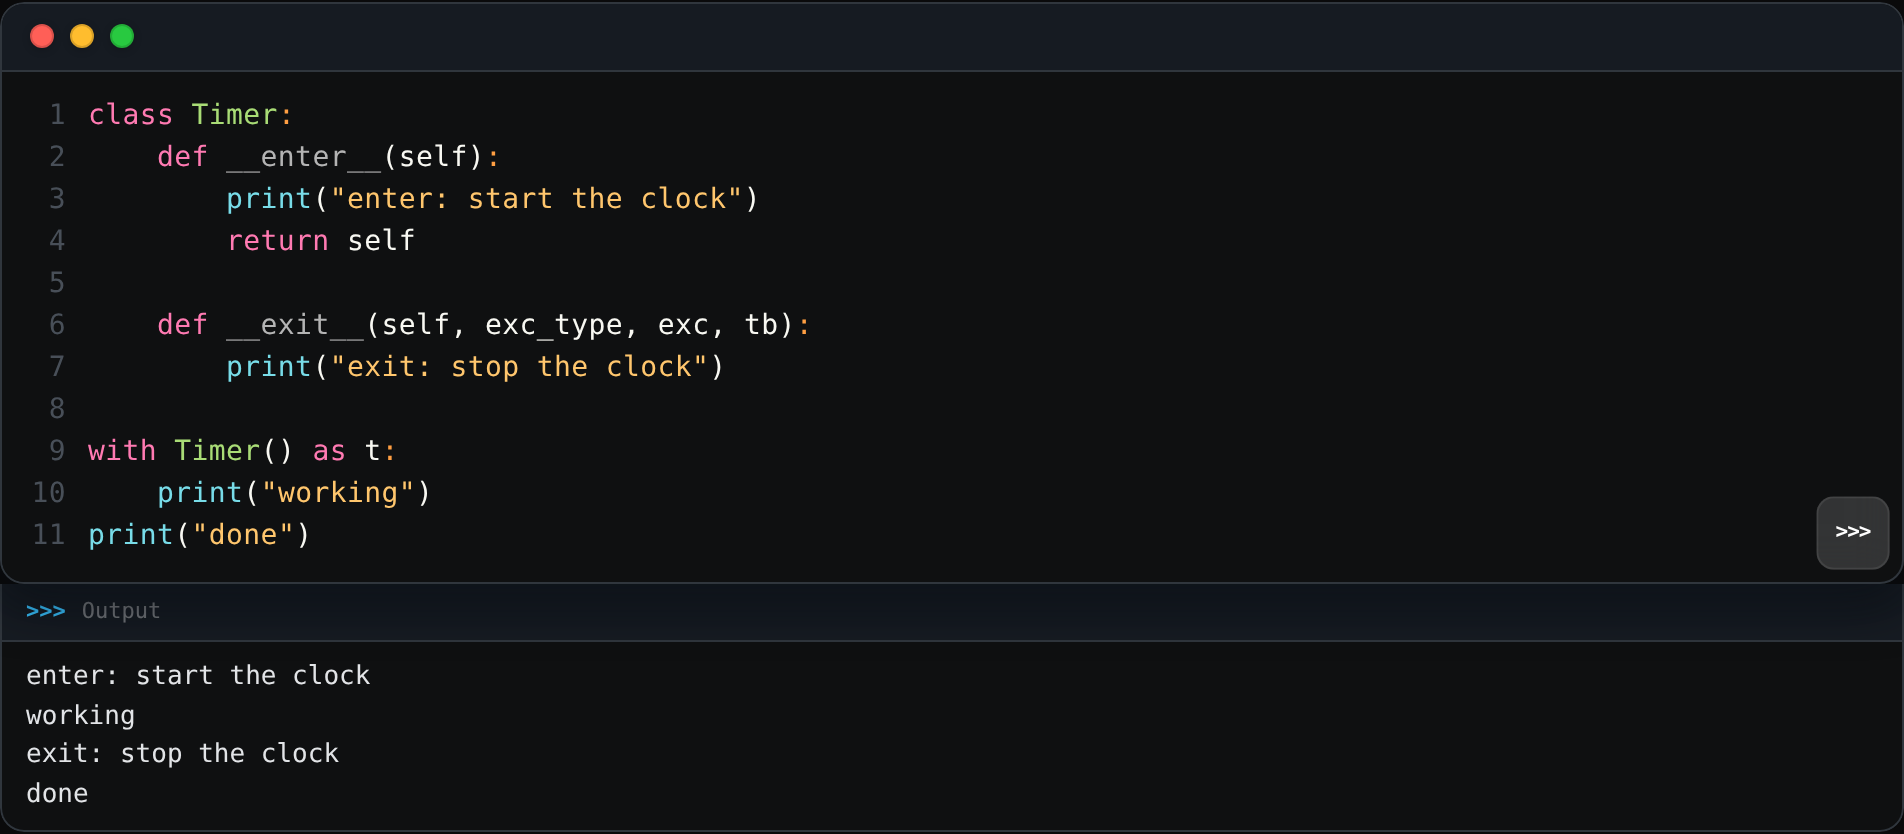 1 class Timer:
2     def __enter__(self):
3         print("enter: start the clock")
4         return self
5
6     def __exit__(self, exc_type, exc, tb):
7         print("exit: stop the clock")
8
9 with Timer() as t:
10     print("working")
11 print("done")
>>>
>>> Output
enter: start the clock
working
exit: stop the clock
done